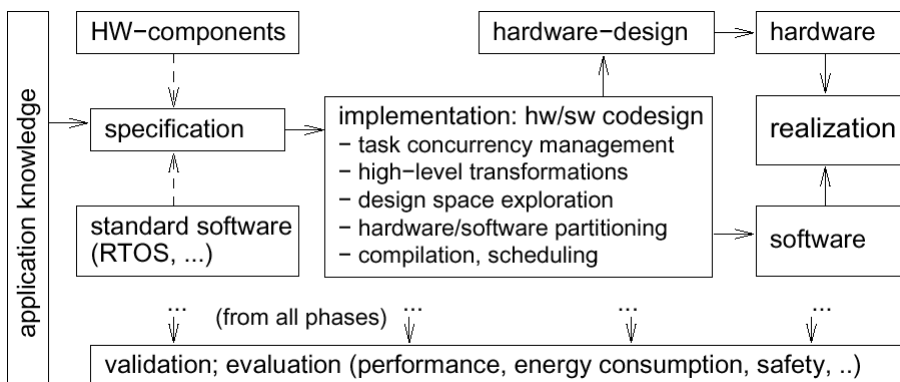 HW−components
hardware−design
hardware
application knowledge
specification
implementation: hw/sw codesign
− task concurrency management
− high−level transformations
− design space exploration
− hardware/software partitioning
− compilation, scheduling
realization
standard software
(RTOS, ...)
software
... (from all phases) ... ... ...
validation; evaluation (performance, energy consumption, safety, ..)